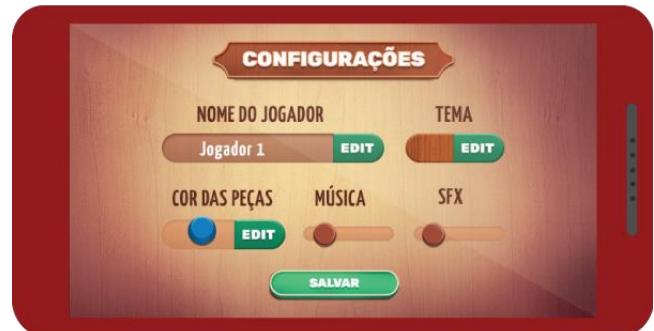 CONFIGURAÇÕES
NOME DO JOGADOR
TEMA
Jogador 1 EDIT
EDIT
COR DAS PEÇAS
MÚSICA
SFX
EDIT
SALVAR